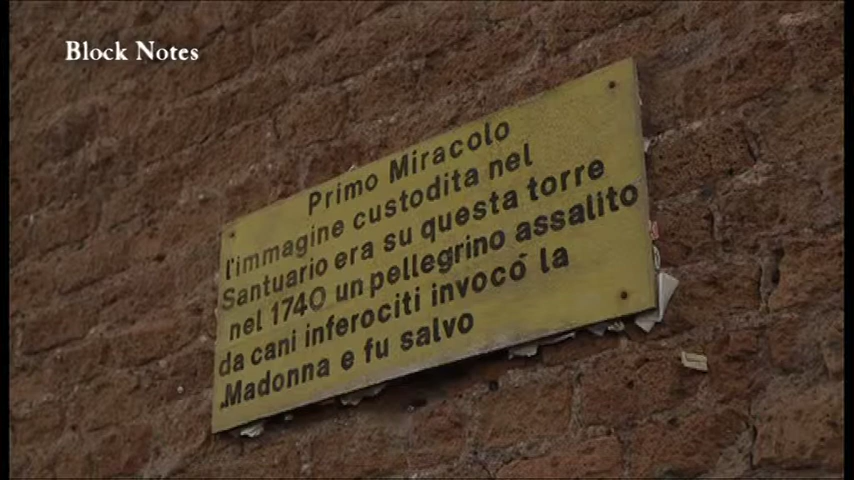 Block Notes
Primo Miracolo
l'immagine custodita nel
Santuario era su questa torre
nel 1740 un pellegrino assalito
da cani inferociti invocó la
Madonna e fu salvo